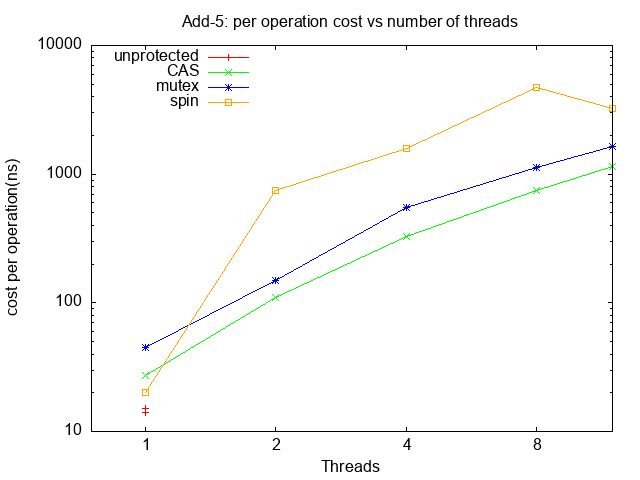 Add-5: per operation cost vs number of threads
10000
unprotected
CAS
mutex
spin
1000
cost per operation(ns)
100
10
1 2 4 8
Threads